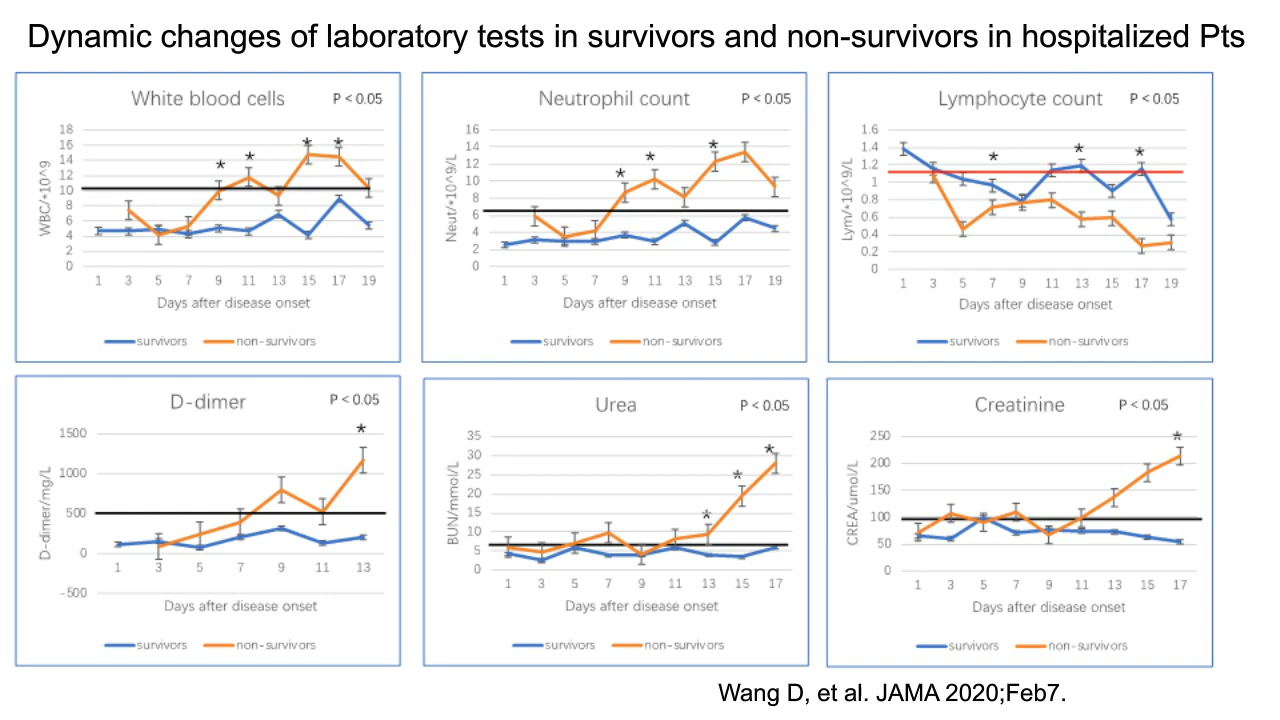 Dynamic changes of laboratory tests in survivors and non-survivors in hospitalized Pts
White blood cells P < 0.05
WBC/*10^9
18
16
14
12
10
8
6
4
2
0
* * * *
1 3 5 7 9 11 13 15 17 19
Days after disease onset
survivors non-survivors
Neutrophil count P < 0.05
Neut/*10^9/L
16
14
12
10
8
6
4
2
0
* * *
1 3 5 7 9 11 13 15 17 19
Days after disease onset
survivors non-survivors
Lymphocyte count P < 0.05
Lym/*10^9/L
1.6
1.4
1.2
1
0.8
0.6
0.4
0.2
0
* * *
1 3 5 7 9 11 13 15 17 19
Days after disease onset
survivors non-survivors
D-dimer P < 0.05
D-dimer/mg/L
1500
1000
500
0
-500
*
1 3 5 7 9 11 13
Days after disease onset
survivors non-survivors
Urea P < 0.05
BUN/mmol/L
35
30
25
20
15
10
5
0
* * *
1 3 5 7 9 11 13 15 17
Days after disease onset
survivors non-survivors
Creatinine P < 0.05
CREA/umol/L
250
200
150
100
50
0
*
1 3 5 7 9 11 13 15 17
Days after disease onset
survivors non-survivors
Wang D, et al. JAMA 2020;Feb7.